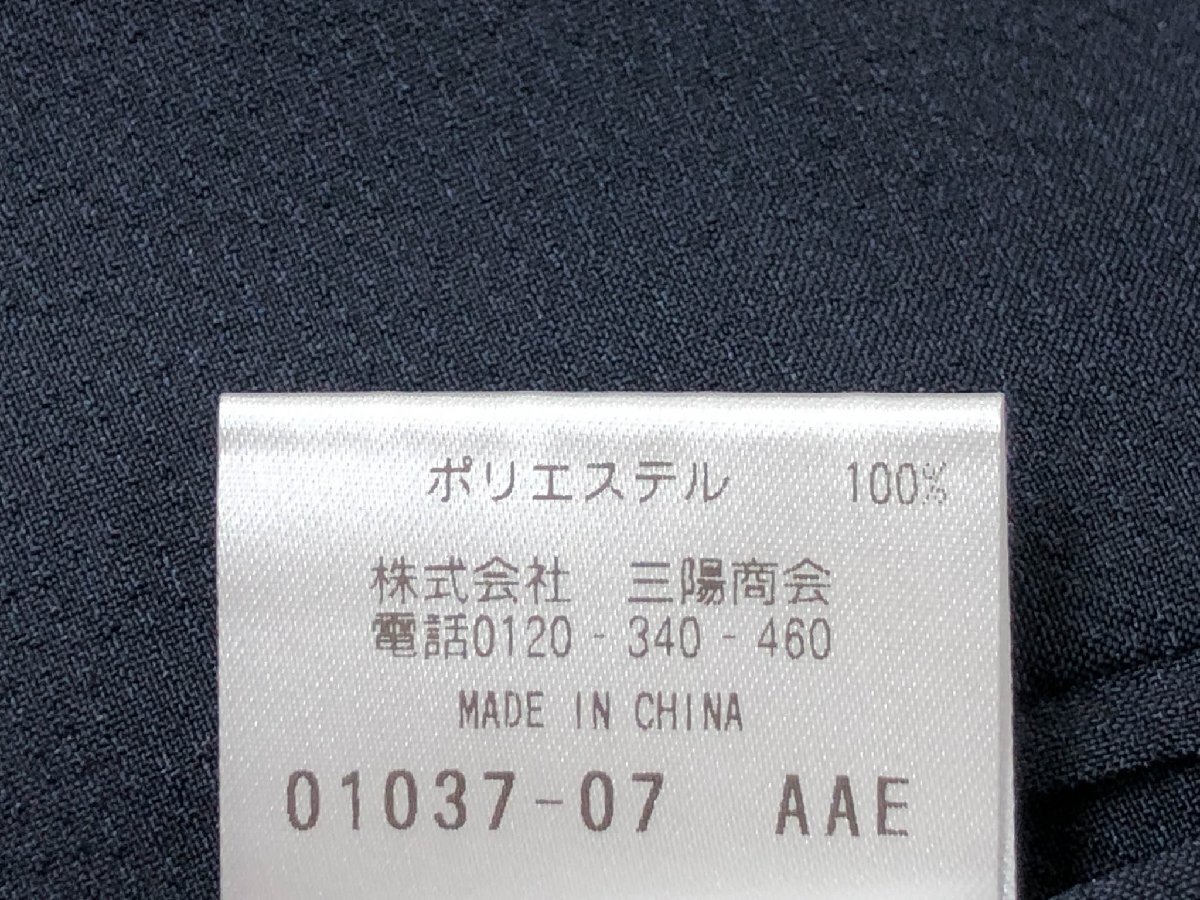 ポリエステル 100%
株式会社 三陽商会
電話0120-340-460
MADE IN CHINA
01037-07 AAE